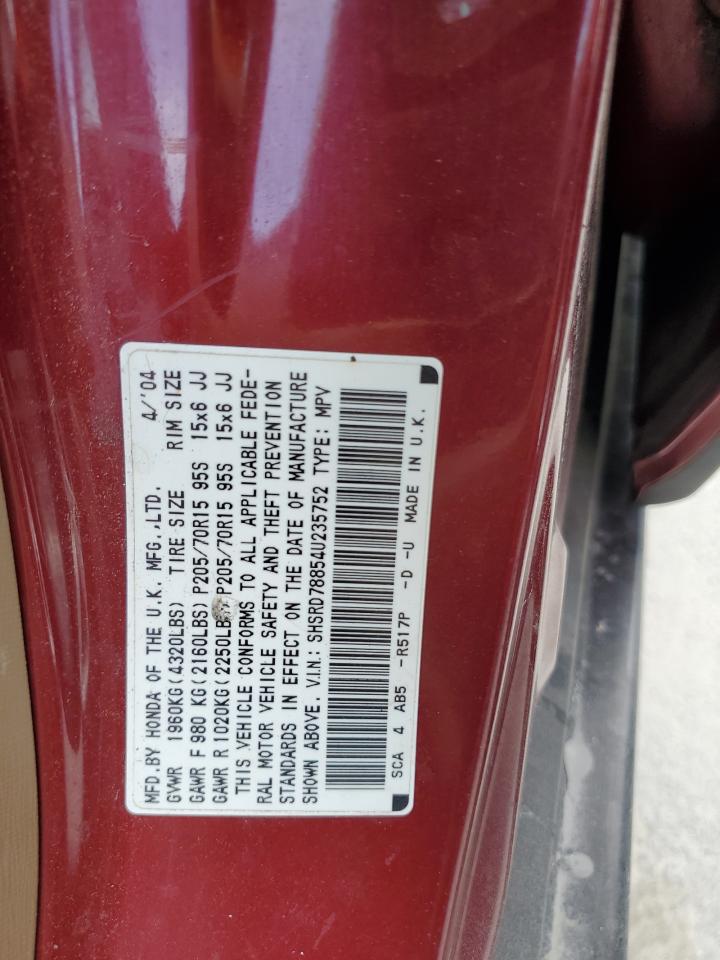 MFD.BY HONDA OF THE U.K. MFG.,LTD. 4/'04
GVWR 1960KG(4320LBS) TIRE SIZE RIM SIZE
GAWR F 980 KG(2160LBS) P205/70R15 95S 15x6 JJ
GAWR R 1020KG(2250LBS) P205/70R15 95S 15x6 JJ
THIS VEHICLE CONFORMS TO ALL APPLICABLE FEDE-
RAL MOTOR VEHICLE SAFETY AND THEFT PREVENTION
STANDARDS IN EFFECT ON THE DATE OF MANUFACTURE
SHOWN ABOVE. V.I.N.: SHSRD78854U235752 TYPE: MPV
SCA 4 AB5 -R517P -D -U MADE IN U.K.